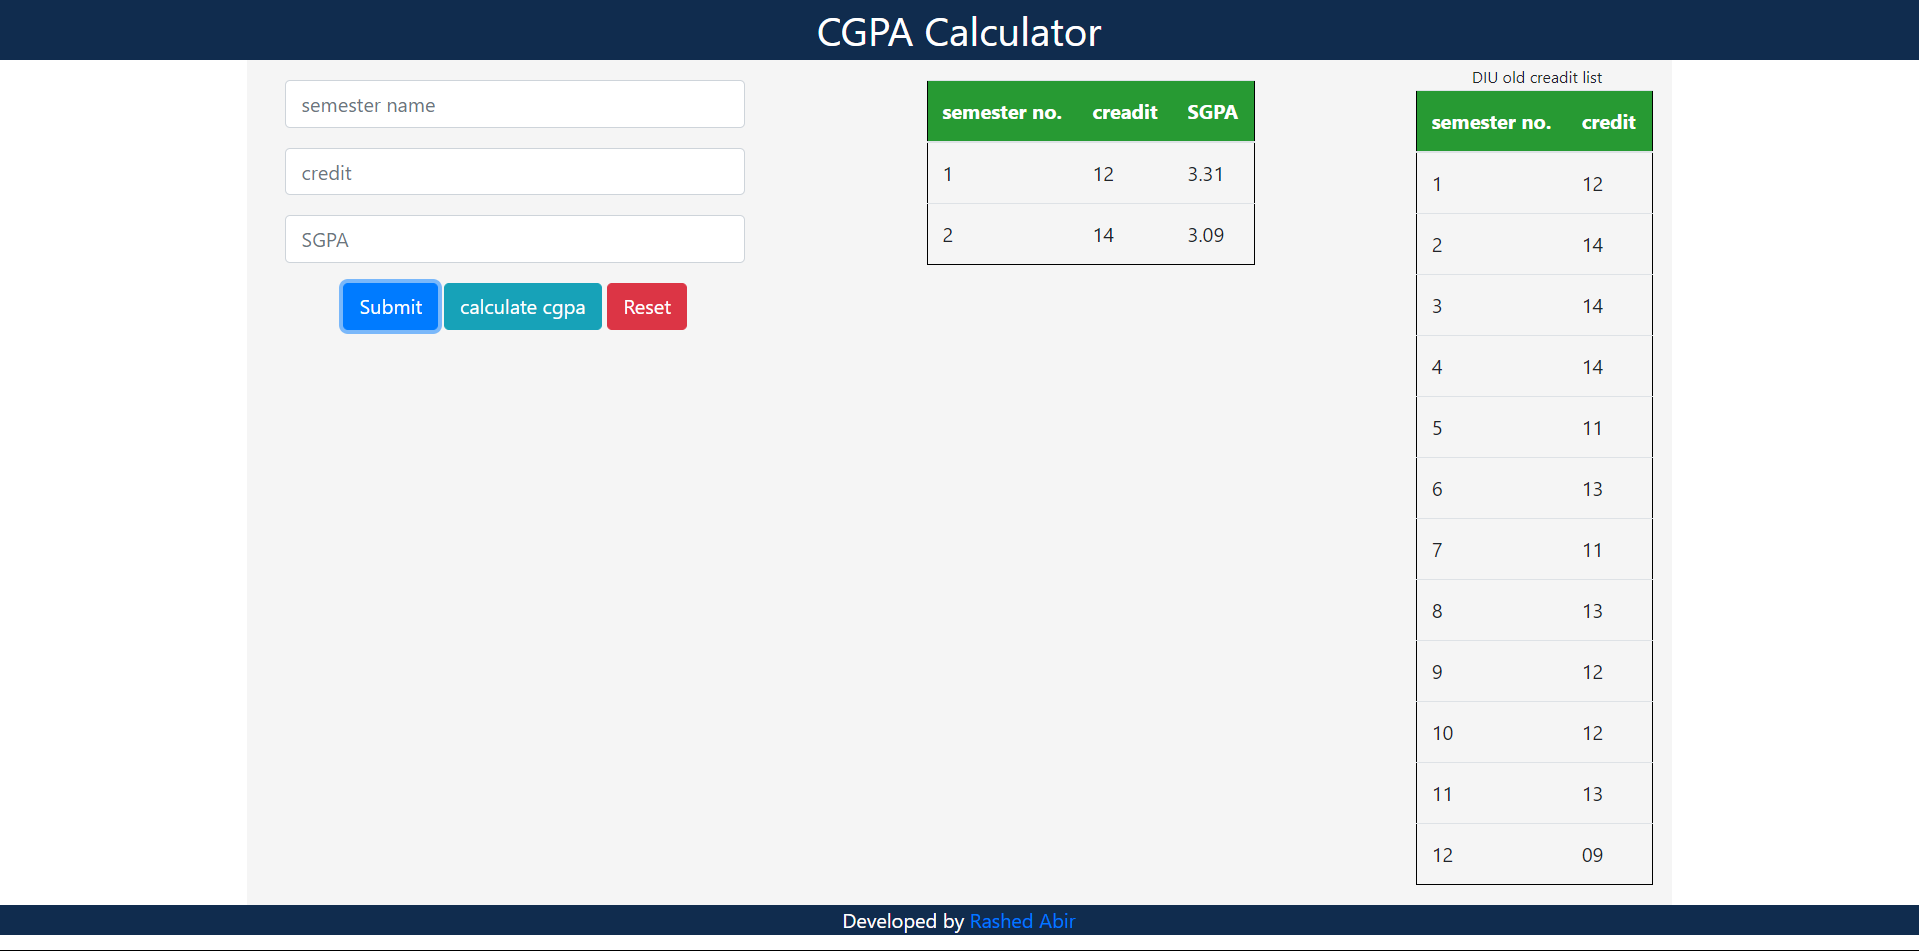 CGPA Calculator
semester name
credit
SGPA
Submit calculate cgpa Reset
semester no. creadit SGPA
1 12 3.31
2 14 3.09
DIU old creadit list
semester no. credit
1 12
2 14
3 14
4 14
5 11
6 13
7 11
8 13
9 12
10 12
11 13
12 09
Developed by Rashed Abir